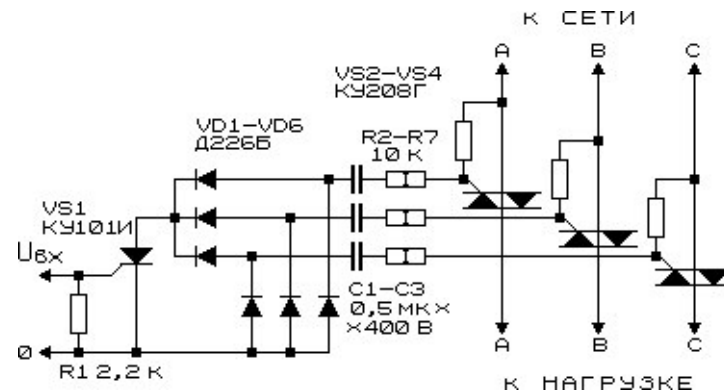 К СЕТИ
A B C
VS2-VS4
КУ208Г
VD1-VD6
Д226Б
R2-R7
10 К
VS1
КУ101И
Uвх
C1-C3
0,5 МК×
×400 В
0
R1 2,2 К
A B C
К НАГРУЗКЕ